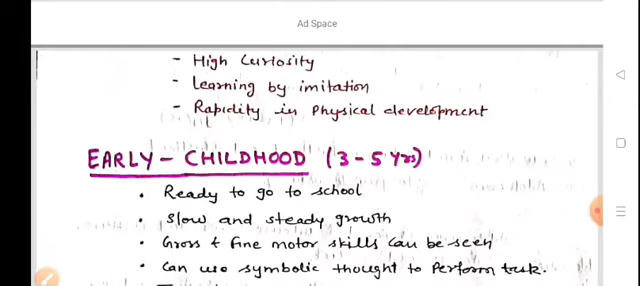 Ad Space
- High Curiosity
- Learning by imitation
- Rapidity in Physical development
EARLY - CHILDHOOD (3-5 Yrs)
• Ready to go to school
• Slow and steady growth
• Gross & fine motor skills can be seen
• Can use symbolic thought to perform task.